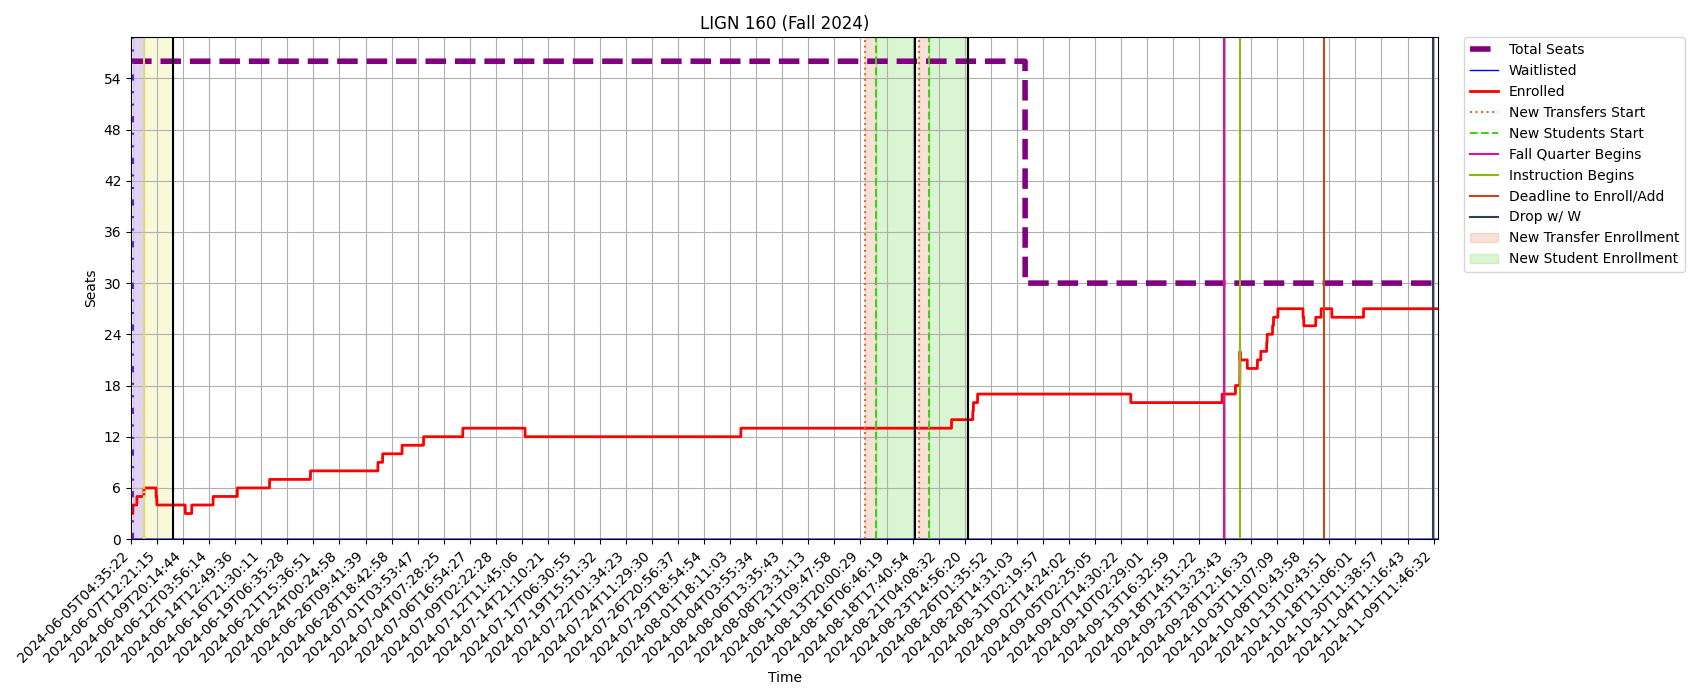 LIGN 160 (Fall 2024)
Seats
54
48
42
36
30
24
18
12
6
0
Total Seats
Waitlisted
Enrolled
New Transfers Start
New Students Start
Fall Quarter Begins
Instruction Begins
Deadline to Enroll/Add
Drop w/ W
New Transfer Enrollment
New Student Enrollment
2024-06-05T04:35:22
2024-06-07T12:21:15
2024-06-09T20:14:44
2024-06-12T03:56:14
2024-06-14T12:49:36
2024-06-16T21:30:11
2024-06-19T06:35:28
2024-06-21T15:36:51
2024-06-24T00:24:58
2024-06-26T09:41:39
2024-06-28T18:42:58
2024-07-01T03:53:47
2024-07-04T07:28:25
2024-07-06T16:54:27
2024-07-09T02:22:28
2024-07-12T11:45:06
2024-07-14T21:10:21
2024-07-17T06:30:55
2024-07-19T15:51:32
2024-07-22T01:34:23
2024-07-24T11:29:30
2024-07-26T20:56:37
2024-07-29T18:54:54
2024-08-01T18:11:03
2024-08-04T03:55:34
2024-08-06T13:35:43
2024-08-08T23:31:13
2024-08-11T09:47:58
2024-08-13T20:00:29
2024-08-16T06:46:19
2024-08-18T17:40:54
2024-08-21T04:08:32
2024-08-23T14:56:20
2024-08-26T01:35:52
2024-08-28T14:31:03
2024-08-31T02:19:57
2024-09-02T14:24:02
2024-09-05T02:25:05
2024-09-07T14:30:22
2024-09-10T02:29:01
2024-09-13T16:32:59
2024-09-18T14:51:22
2024-09-23T13:23:43
2024-09-28T12:16:33
2024-10-03T11:07:09
2024-10-08T10:43:58
2024-10-13T10:43:51
2024-10-18T11:06:01
2024-10-30T11:38:57
2024-11-04T11:16:43
2024-11-09T11:46:32
Time